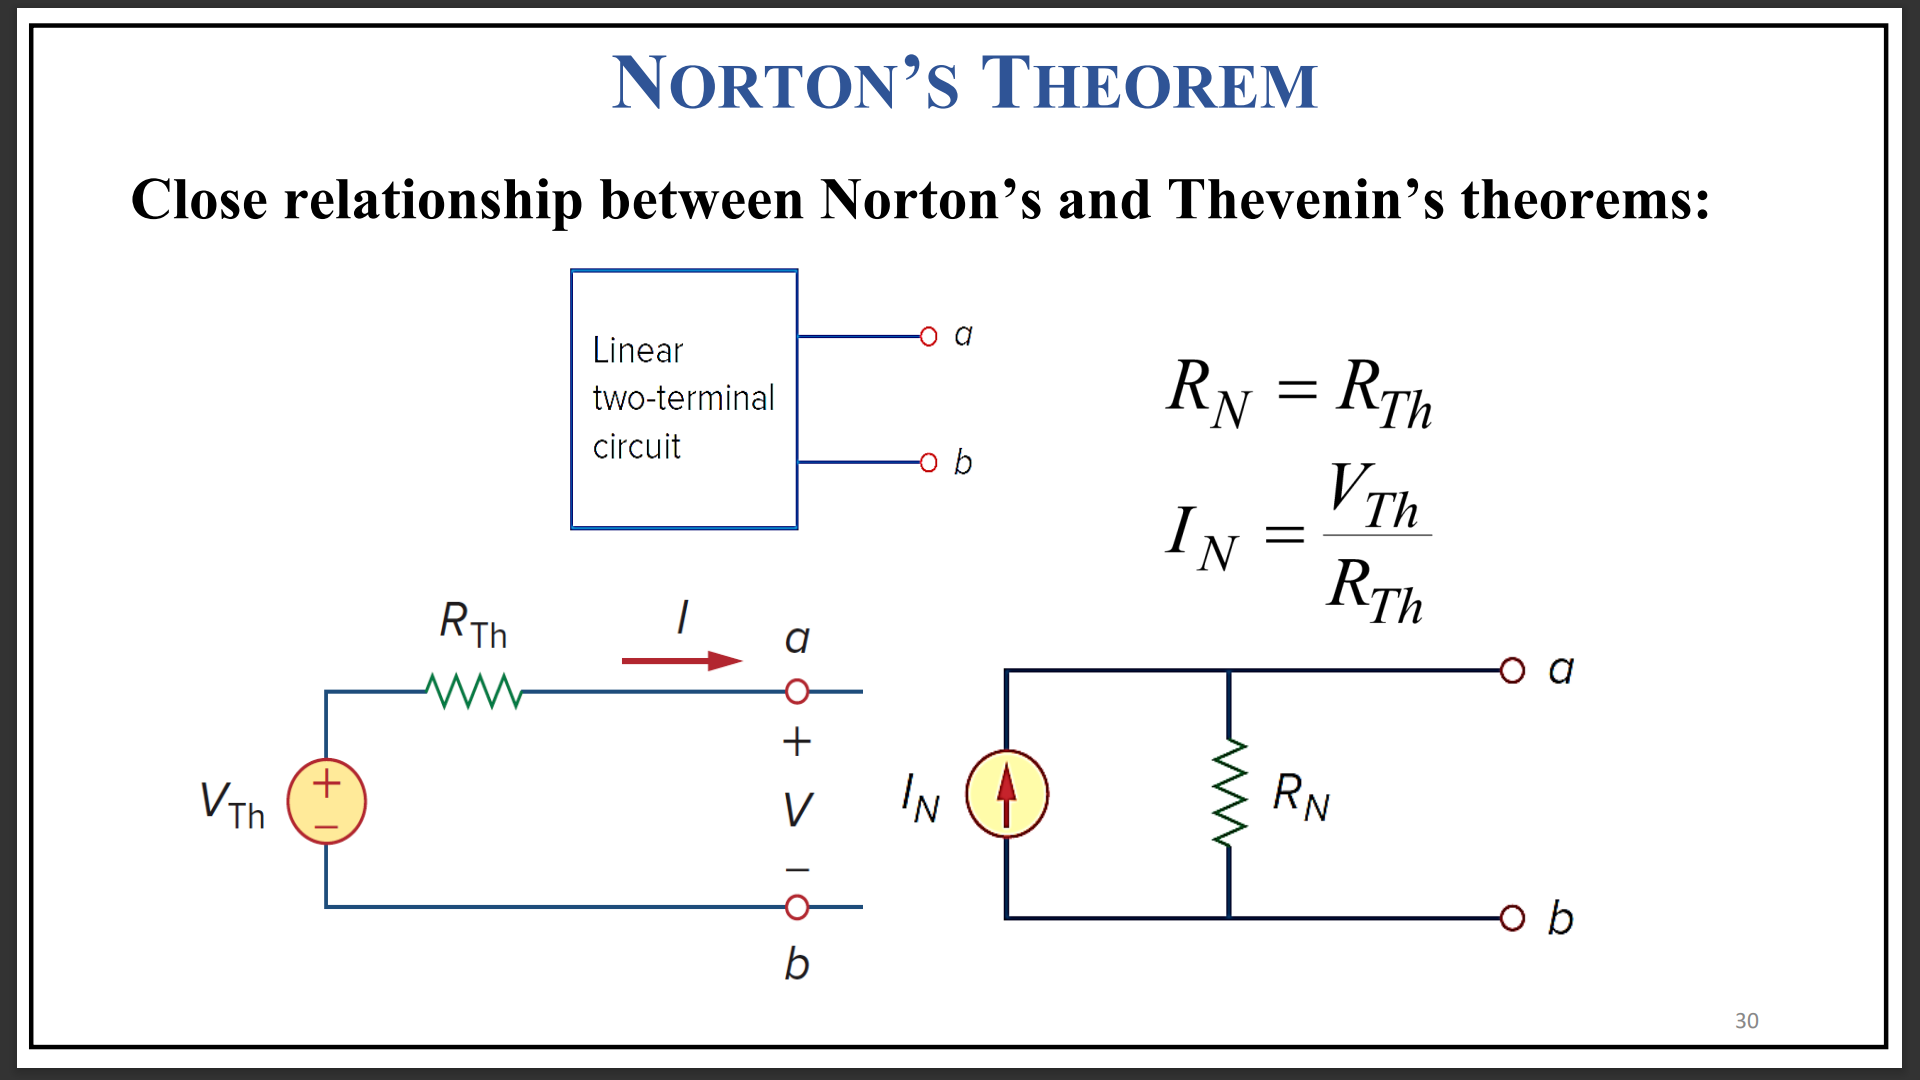 NORTON'S THEOREM
Close relationship between Norton's and Thevenin's theorems:
Linear
two-terminal
circuit
a
b
R_N = R_Th
I_N = V_Th / R_Th
R_Th
I
a
+
V
−
b
V_Th
+
−
I_N
R_N
a
b
30